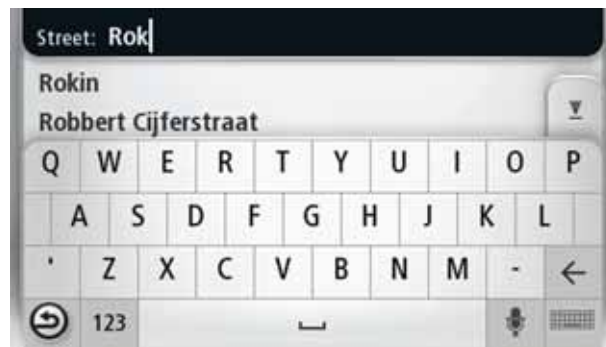 Street: Rok
Rokin
Robbert Cijferstraat
Q W E R T Y U I O P
A S D F G H J K L
' Z X C V B N M -
123